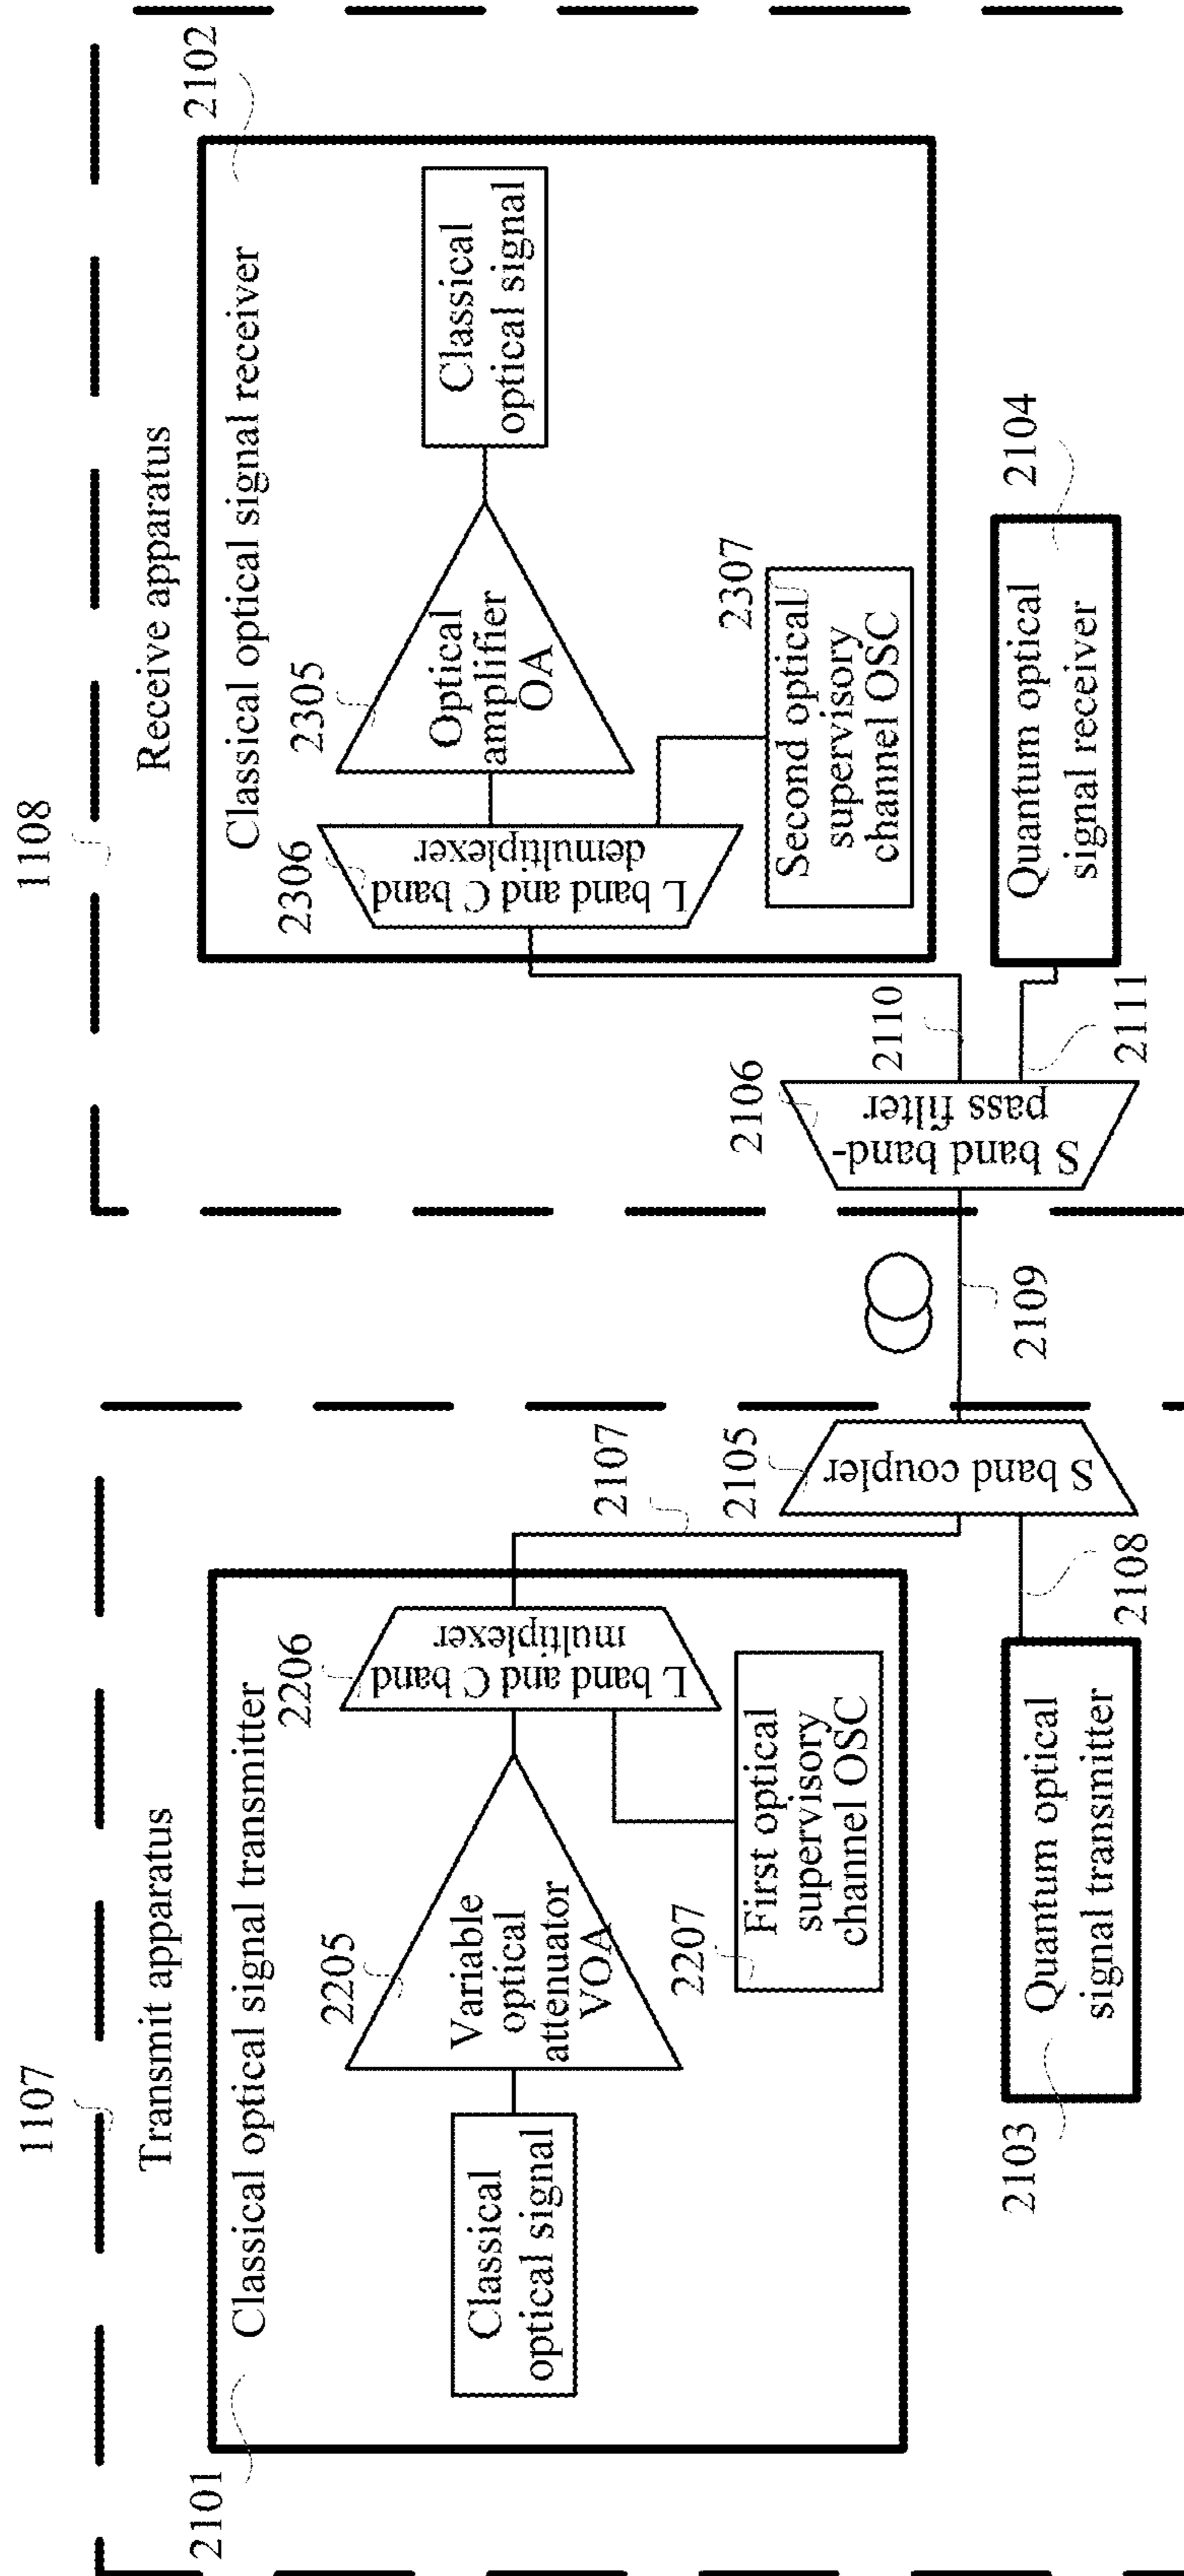 1107
Transmit apparatus
2101
Classical optical signal transmitter
Classical
optical signal
2205
Variable
optical
attenuator
VOA
2206
L band and C band
multiplexer
2207
First optical
supervisory
channel OSC
2103
Quantum optical
signal transmitter
2107
2108
2105
S band coupler
2109
1108
Receive apparatus
2102
Classical optical signal receiver
2106
S band band-
pass filter
2110
2111
2306
L band and C band
demultiplexer
2305
Optical
amplifier
OA
Classical
optical signal
2307
Second optical
supervisory
channel OSC
2104
Quantum optical
signal receiver